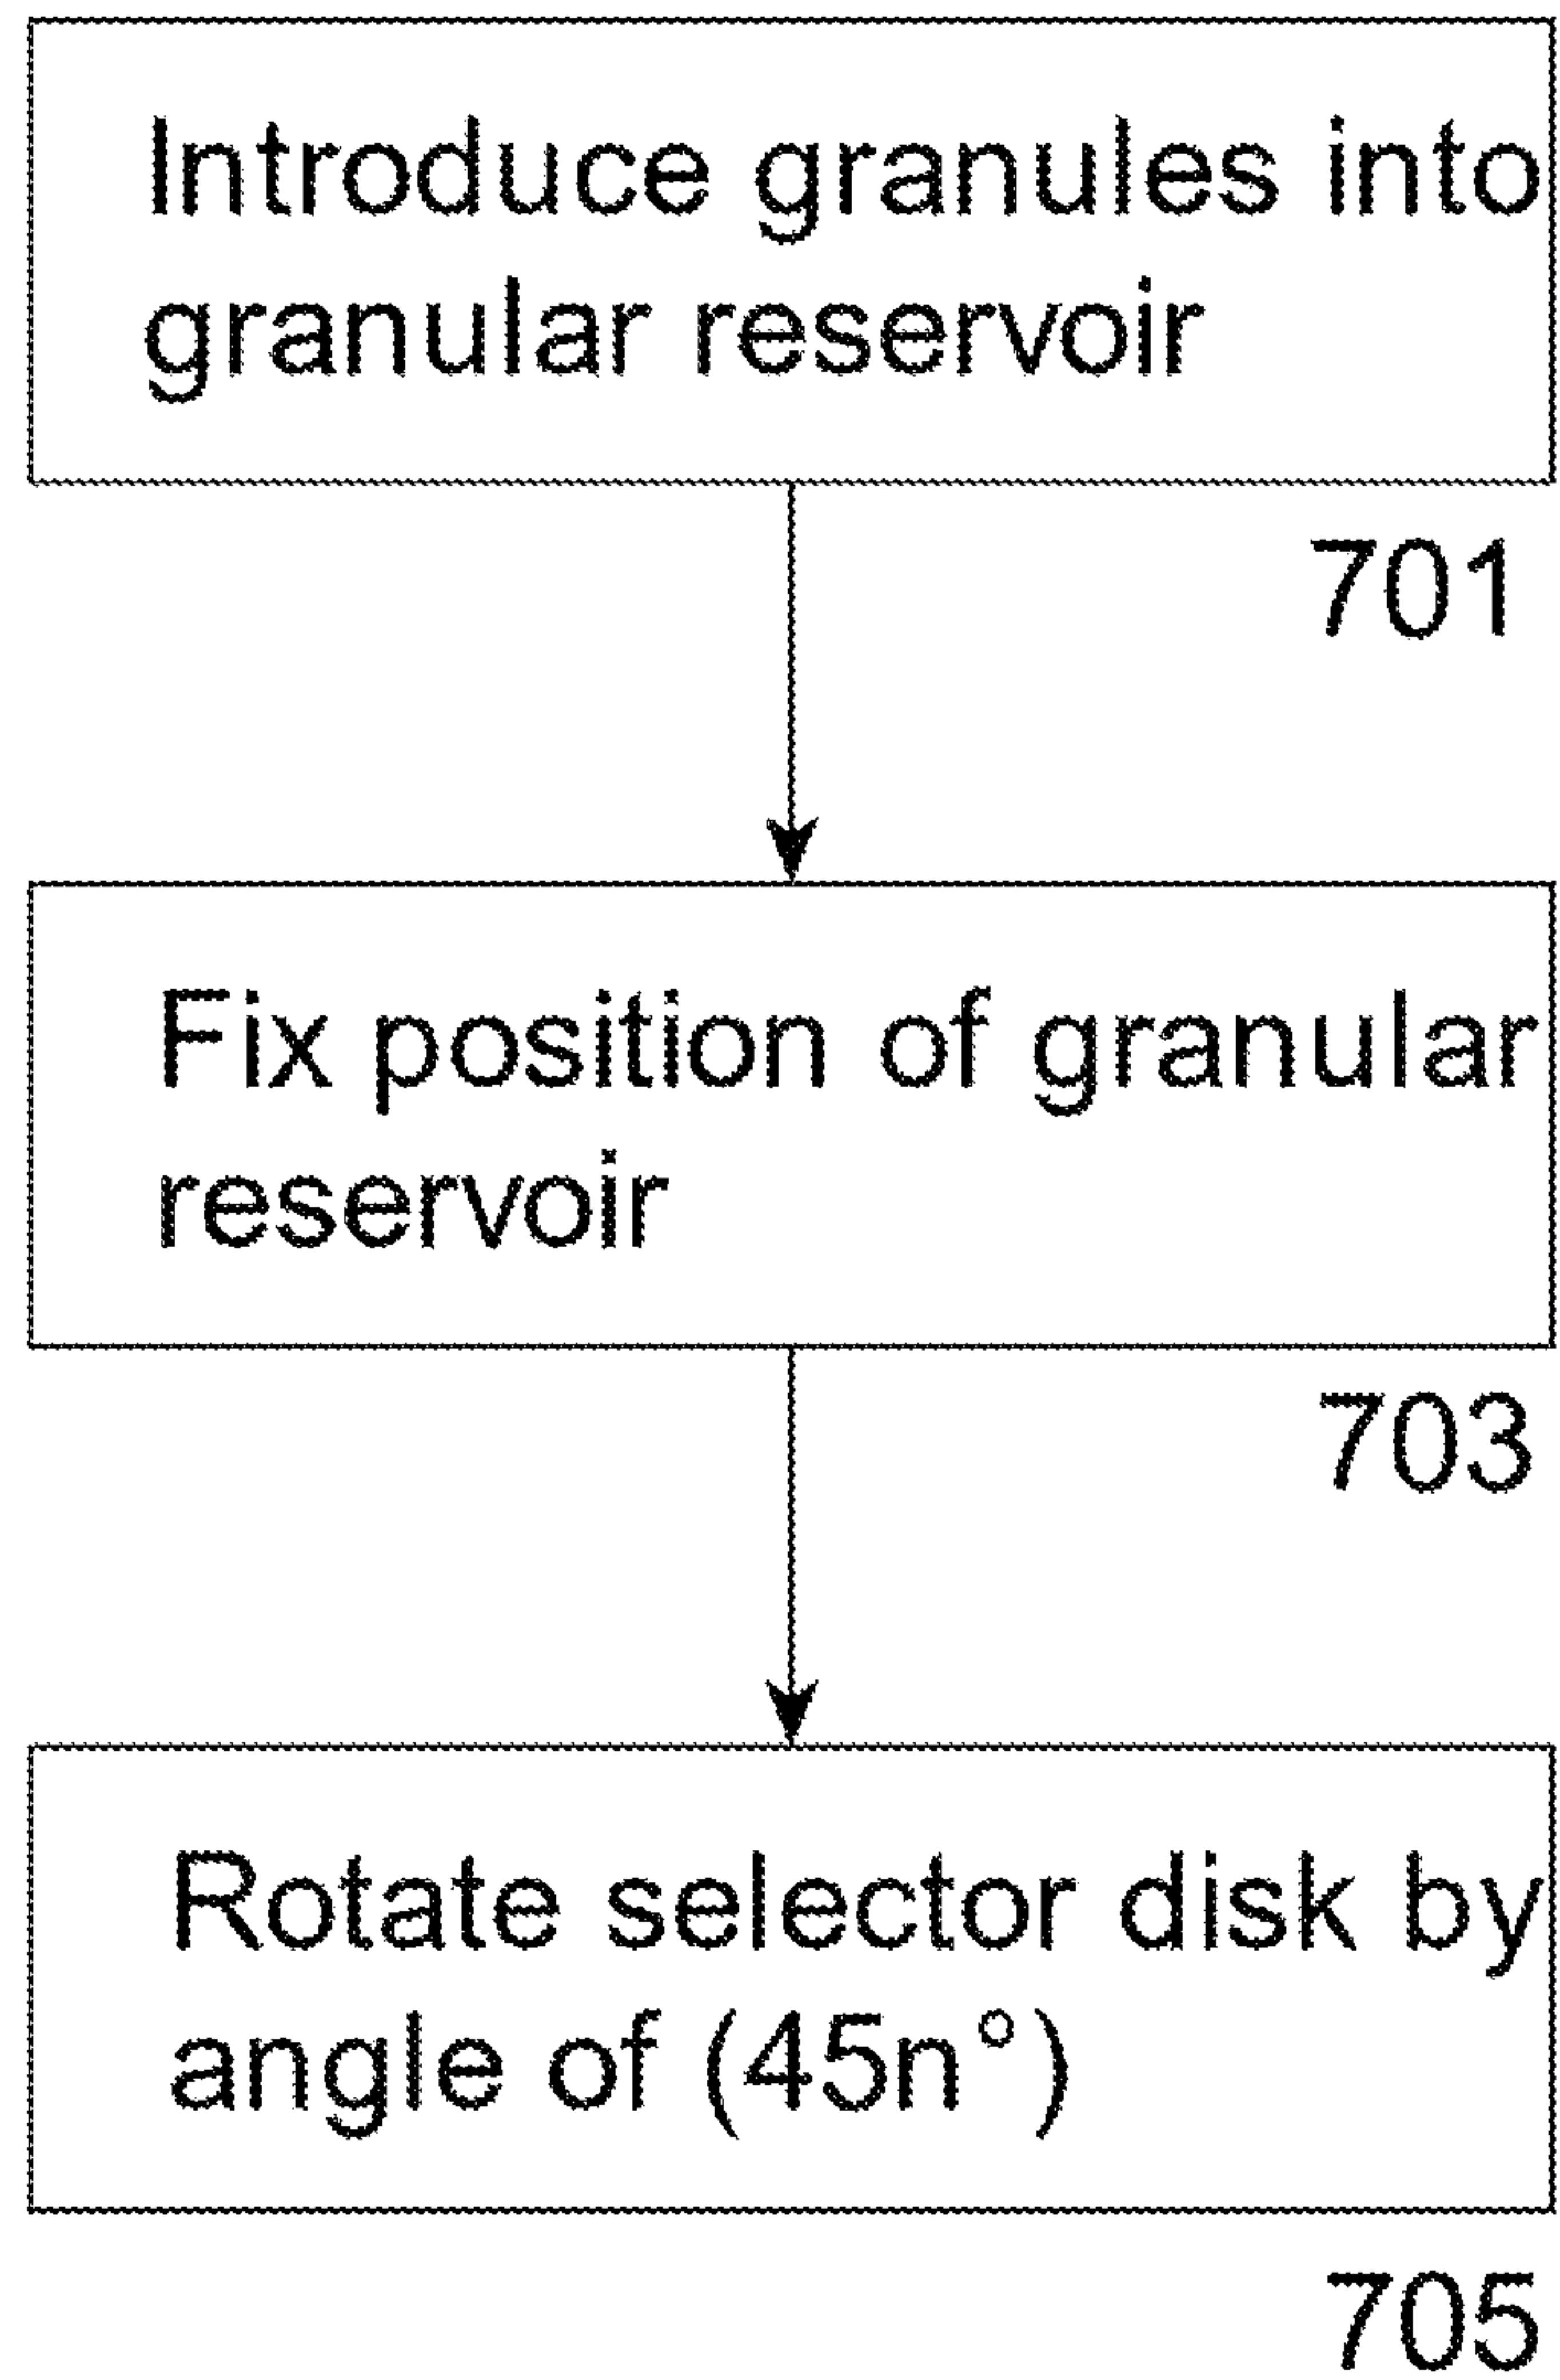 Introduce granules into
granular reservoir
701
Fix position of granular
reservoir
703
Rotate selector disk by
angle of (45n°)
705